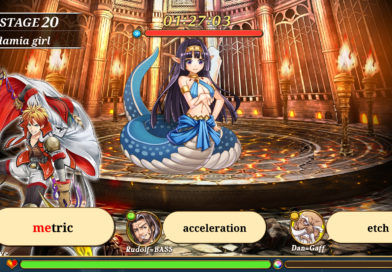 STAGE 20
lamia girl
01:27:03
metric
acceleration
etch
Rudolf=BASS
Dan=Gaff